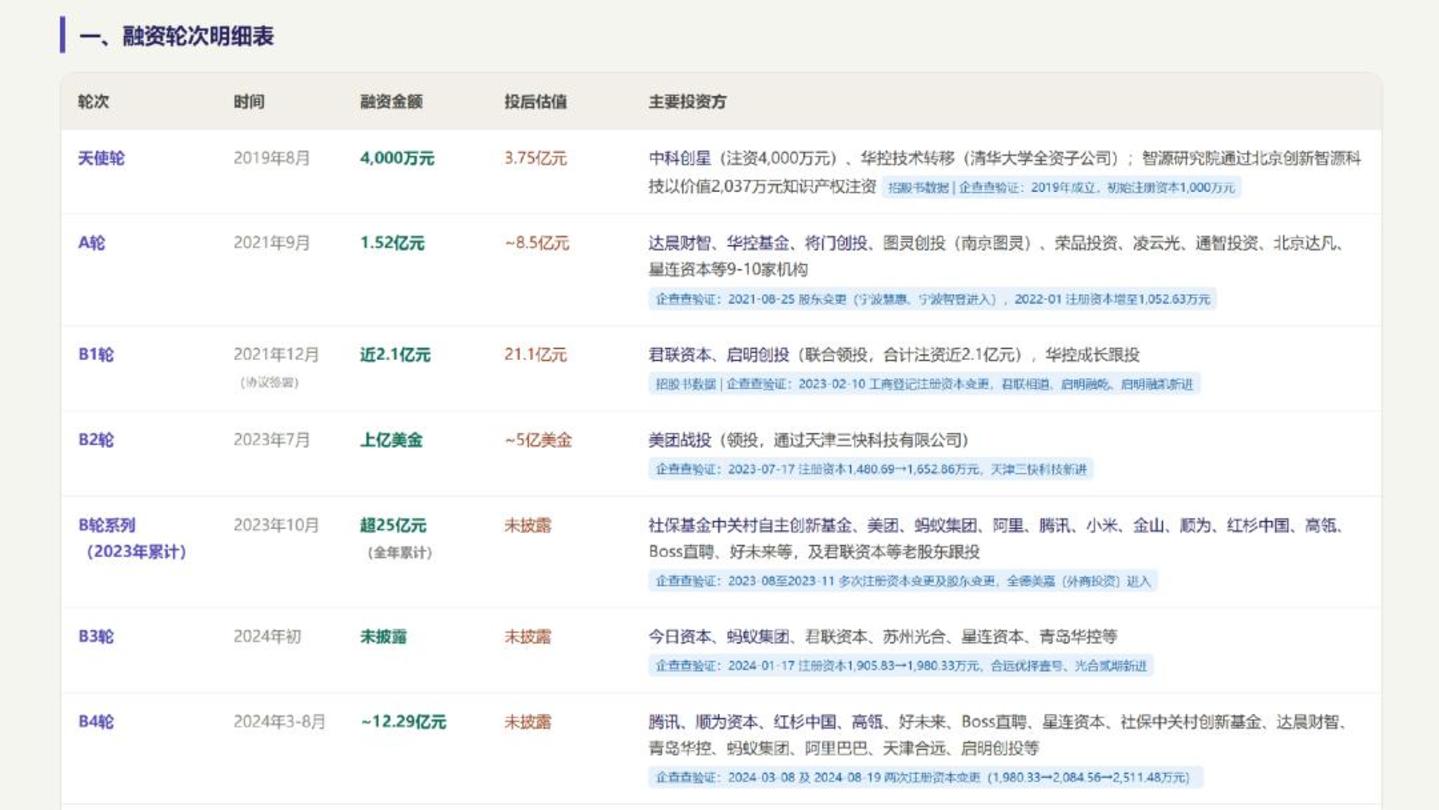 一、融资轮次明细表
轮次 时间 融资金额 投后估值 主要投资方
天使轮 2019年8月 4,000万元 3.75亿元 中科创星（注资4,000万元）、华控技术转移（清华大学全资子公司）；智源研究院通过北京创新智源科
技以价值2,037万元知识产权注资 招股书数据 | 企查查验证：2019年成立，初始注册资本1,000万元
A轮 2021年9月 1.52亿元 ~8.5亿元 达晨财智、华控基金、将门创投、图灵创投（南京图灵）、荣品投资、凌云光、通智投资、北京达凡、
星连资本等9-10家机构
企查查验证：2021-08-25 股东变更（宁波慧惠、宁波智登进入），2022-01 注册资本增至1,052.63万元
B1轮 2021年12月 近2.1亿元 21.1亿元 君联资本、启明创投（联合领投，合计注资近2.1亿元），华控成长跟投
（协议签署）
招股书数据 | 企查查验证：2023-02-10 工商登记注册资本变更，君联相道、启明融乾、启明融凯新进
B2轮 2023年7月 上亿美金 ~5亿美金 美团战投（领投，通过天津三快科技有限公司）
企查查验证：2023-07-17 注册资本1,480.69→1,652.86万元，天津三快科技新进
B轮系列 2023年10月 超25亿元 未披露 社保基金中关村自主创新基金、美团、蚂蚁集团、阿里、腾讯、小米、金山、顺为、红杉中国、高瓴、
（2023年累计） （全年累计） Boss直聘、好未来等，及君联资本等老股东跟投
企查查验证：2023-08至2023-11 多次注册资本变更及股东变更，全德美嘉（外商投资）进入
B3轮 2024年初 未披露 未披露 今日资本、蚂蚁集团、君联资本、苏州光合、星连资本、青岛华控等
企查查验证：2024-01-17 注册资本1,905.83→1,980.33万元，合远优择壹号、光合贰期新进
B4轮 2024年3-8月 ~12.29亿元 未披露 腾讯、顺为资本、红杉中国、高瓴、好未来、Boss直聘、星连资本、社保中关村创新基金、达晨财智、
青岛华控、蚂蚁集团、阿里巴巴、天津合远、启明创投等
企查查验证：2024-03-08 及 2024-08-19 两次注册资本变更（1,980.33→2,084.56→2,511.48万元）